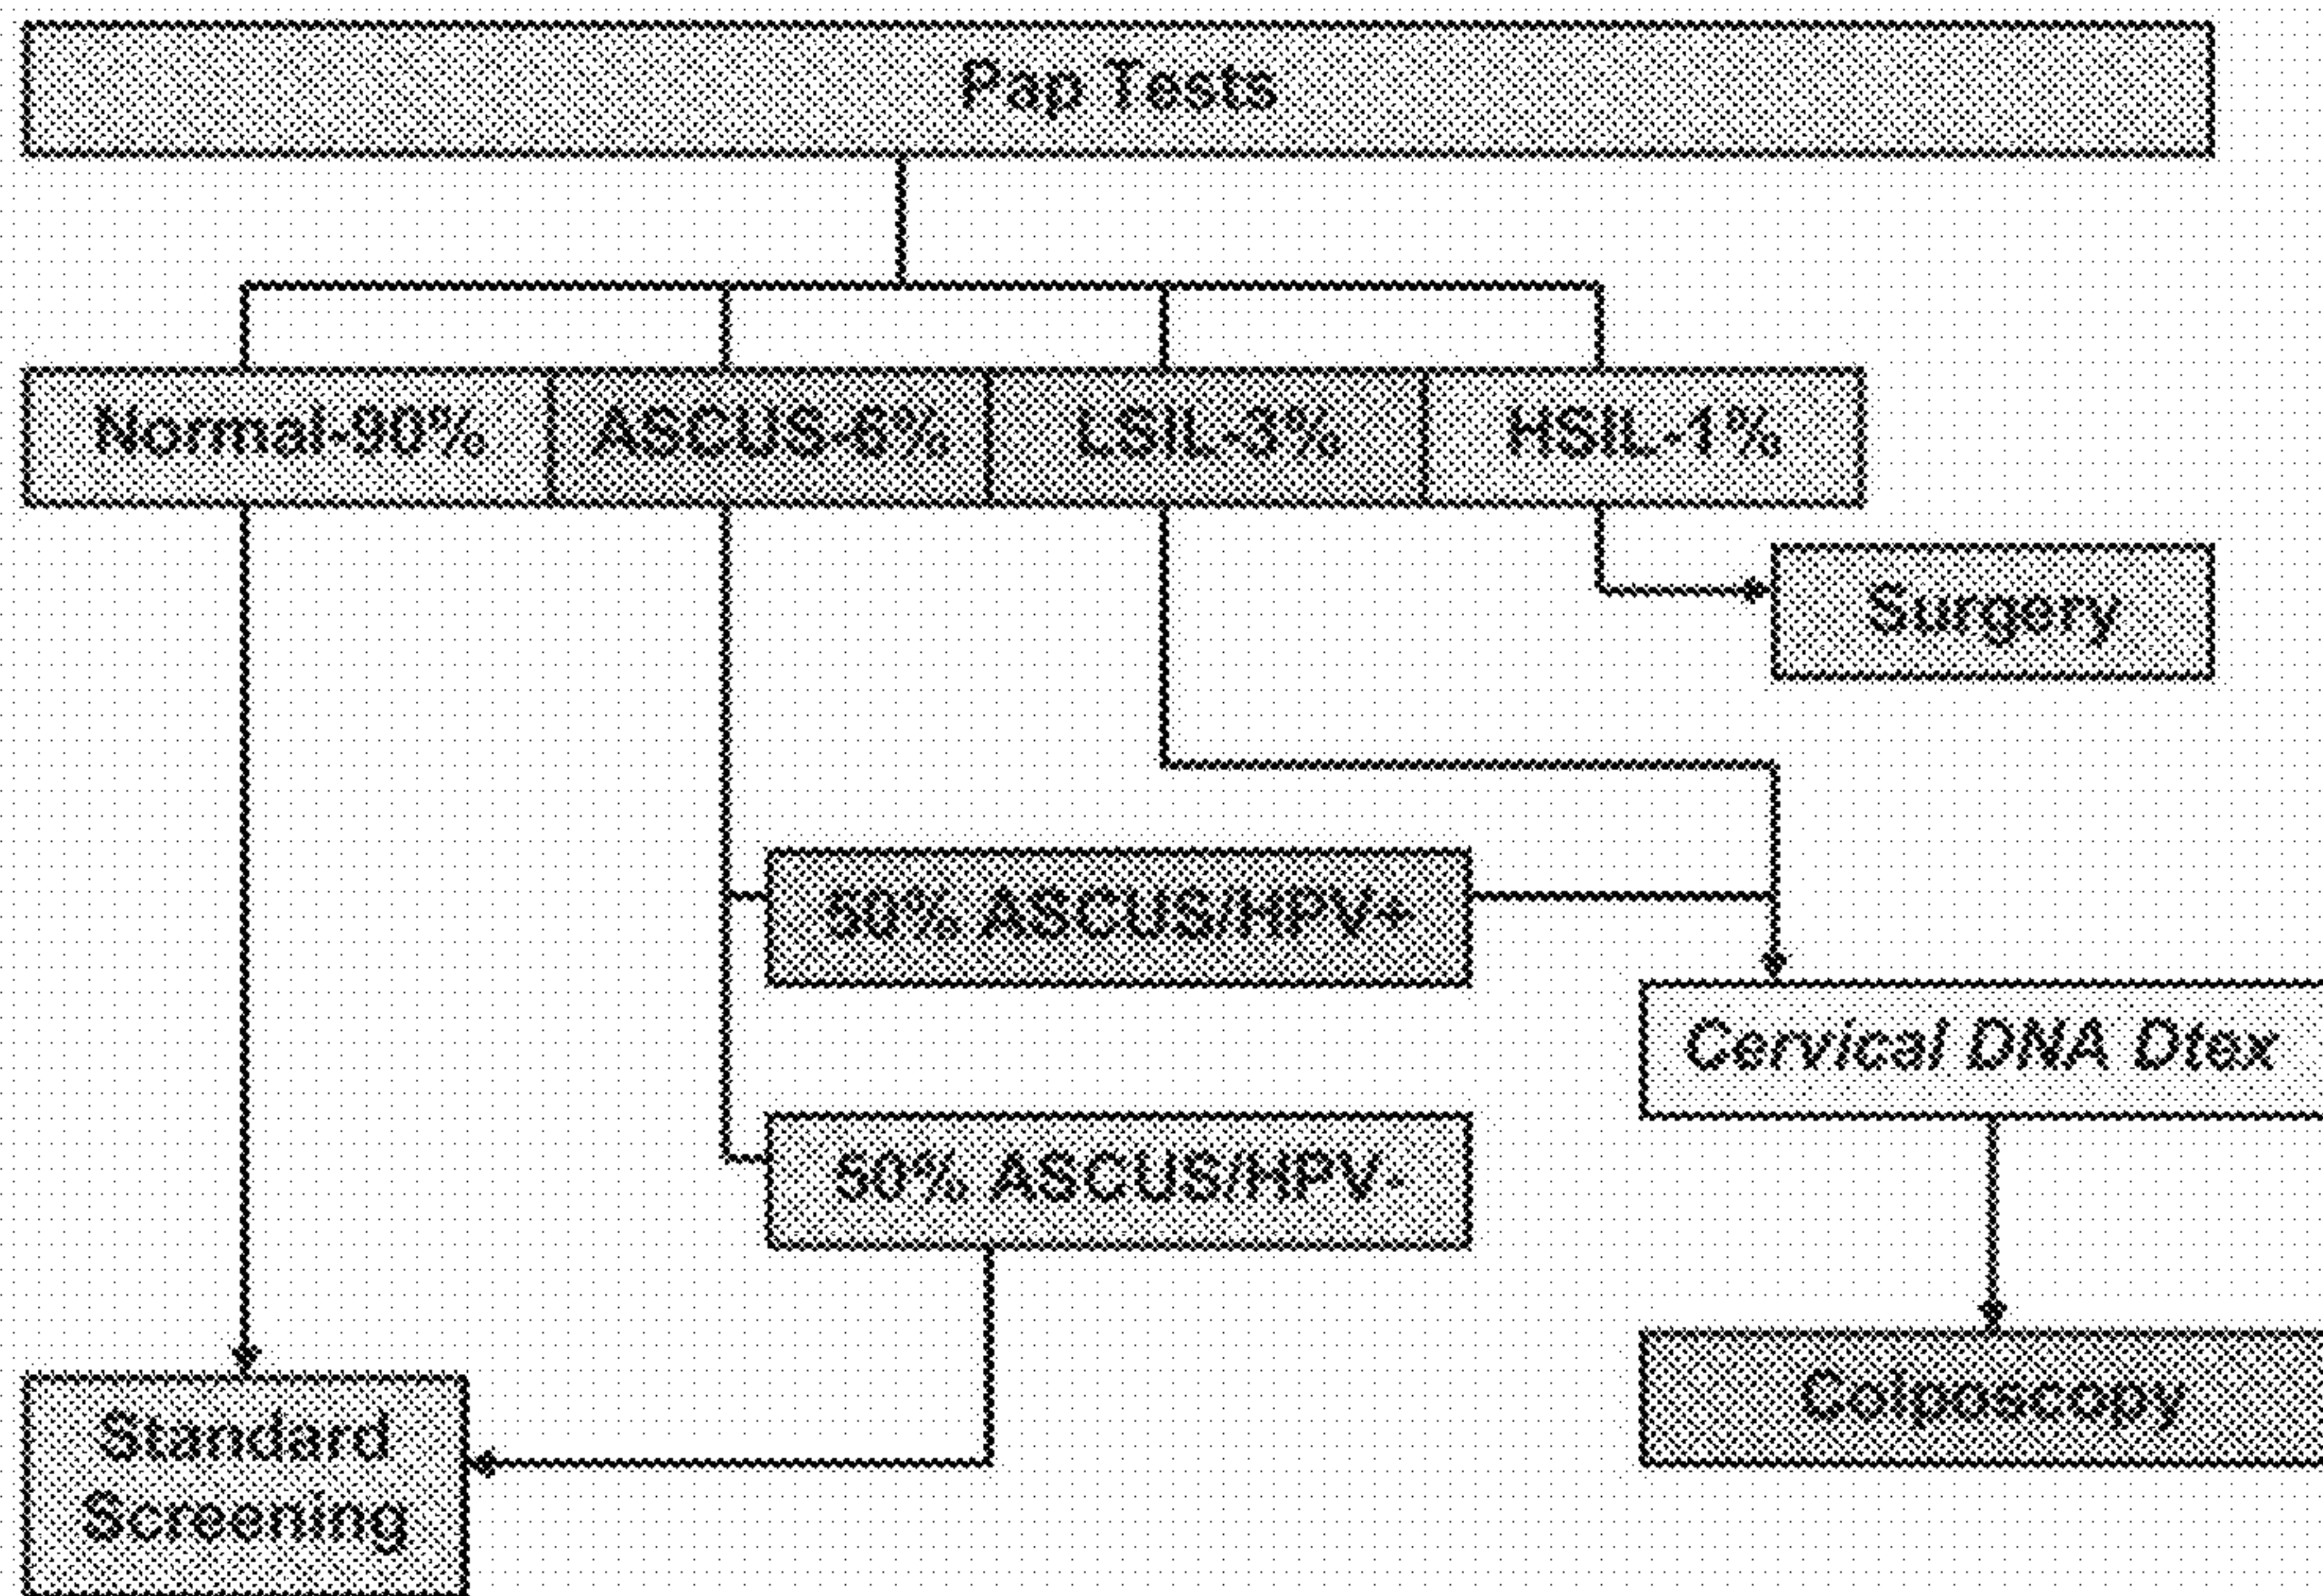 Pap Tests
Normal-90%
ASCUS-6%
LSIL-3%
HSIL-1%
Surgery
50% ASCUS/HPV+
Cervical DNA Dtex
50% ASCUS/HPV-
Colposcopy
Standard
Screening